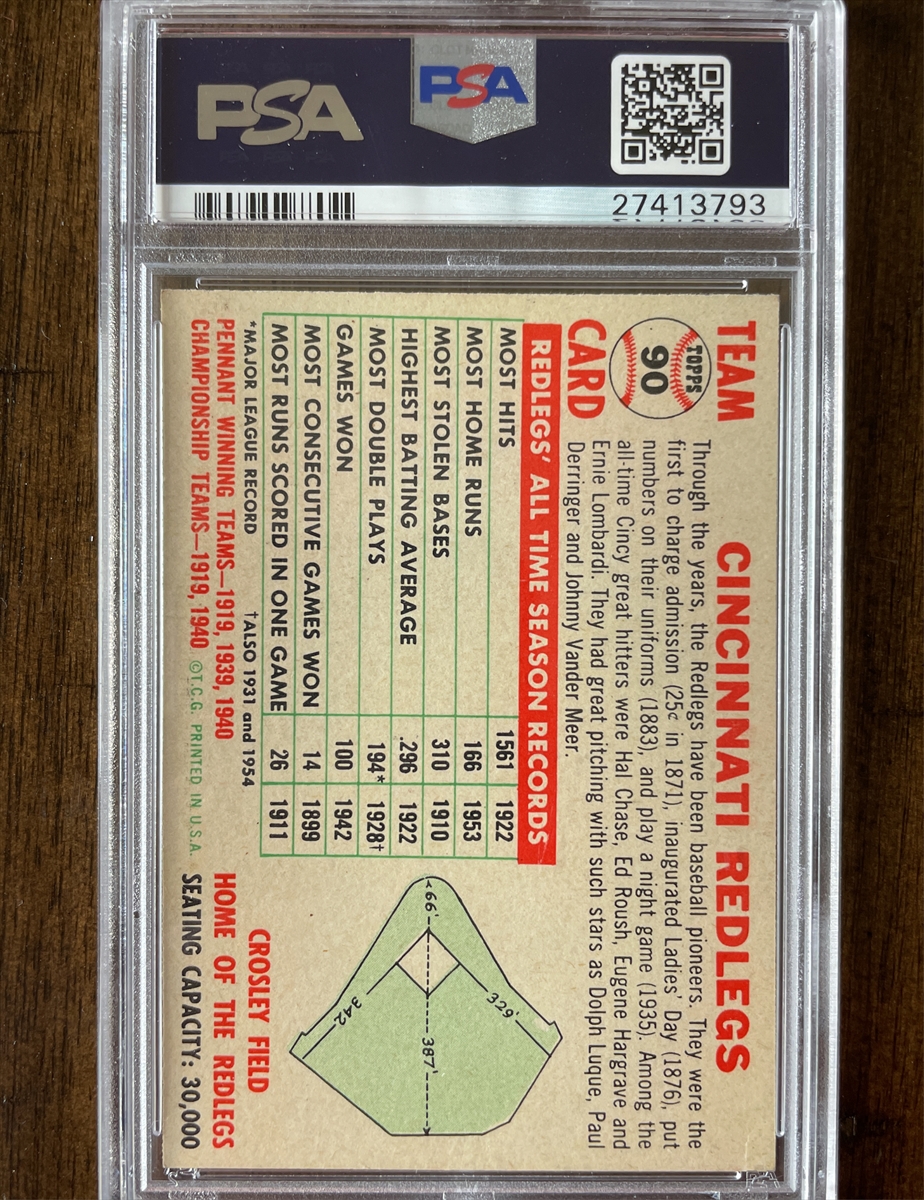 PSA
PSA
27413793
TEAM
TOPPS
90
CARD
CINCINNATI REDLEGS
Through the years, the Redlegs have been baseball pioneers. They were the
first to charge admission (25¢ in 1871), inaugurated Ladies' Day (1876), put
numbers on their uniforms (1883), and play a night game (1935). Among the
all-time Cincy great hitters were Hal Chase, Ed Roush, Eugene Hargrave and
Ernie Lombardi. They had great pitching with such stars as Dolph Luque, Paul
Derringer and Johnny Vander Meer.
REDLEGS' ALL TIME SEASON RECORDS
MOST HITS 1561 1922
MOST HOME RUNS 166 1953
MOST STOLEN BASES 310 1910
HIGHEST BATTING AVERAGE .296 1922
MOST DOUBLE PLAYS 194* 1928†
GAMES WON 100 1942
MOST CONSECUTIVE GAMES WON 14 1899
MOST RUNS SCORED IN ONE GAME 26 1911
*MAJOR LEAGUE RECORD †ALSO 1931 and 1954
PENNANT WINNING TEAMS—1919, 1939, 1940
CHAMPIONSHIP TEAMS—1919, 1940 ©T.C.G. PRINTED IN U.S.A.
66'
329'
387'
342'
CROSLEY FIELD
HOME OF THE REDLEGS
SEATING CAPACITY: 30,000